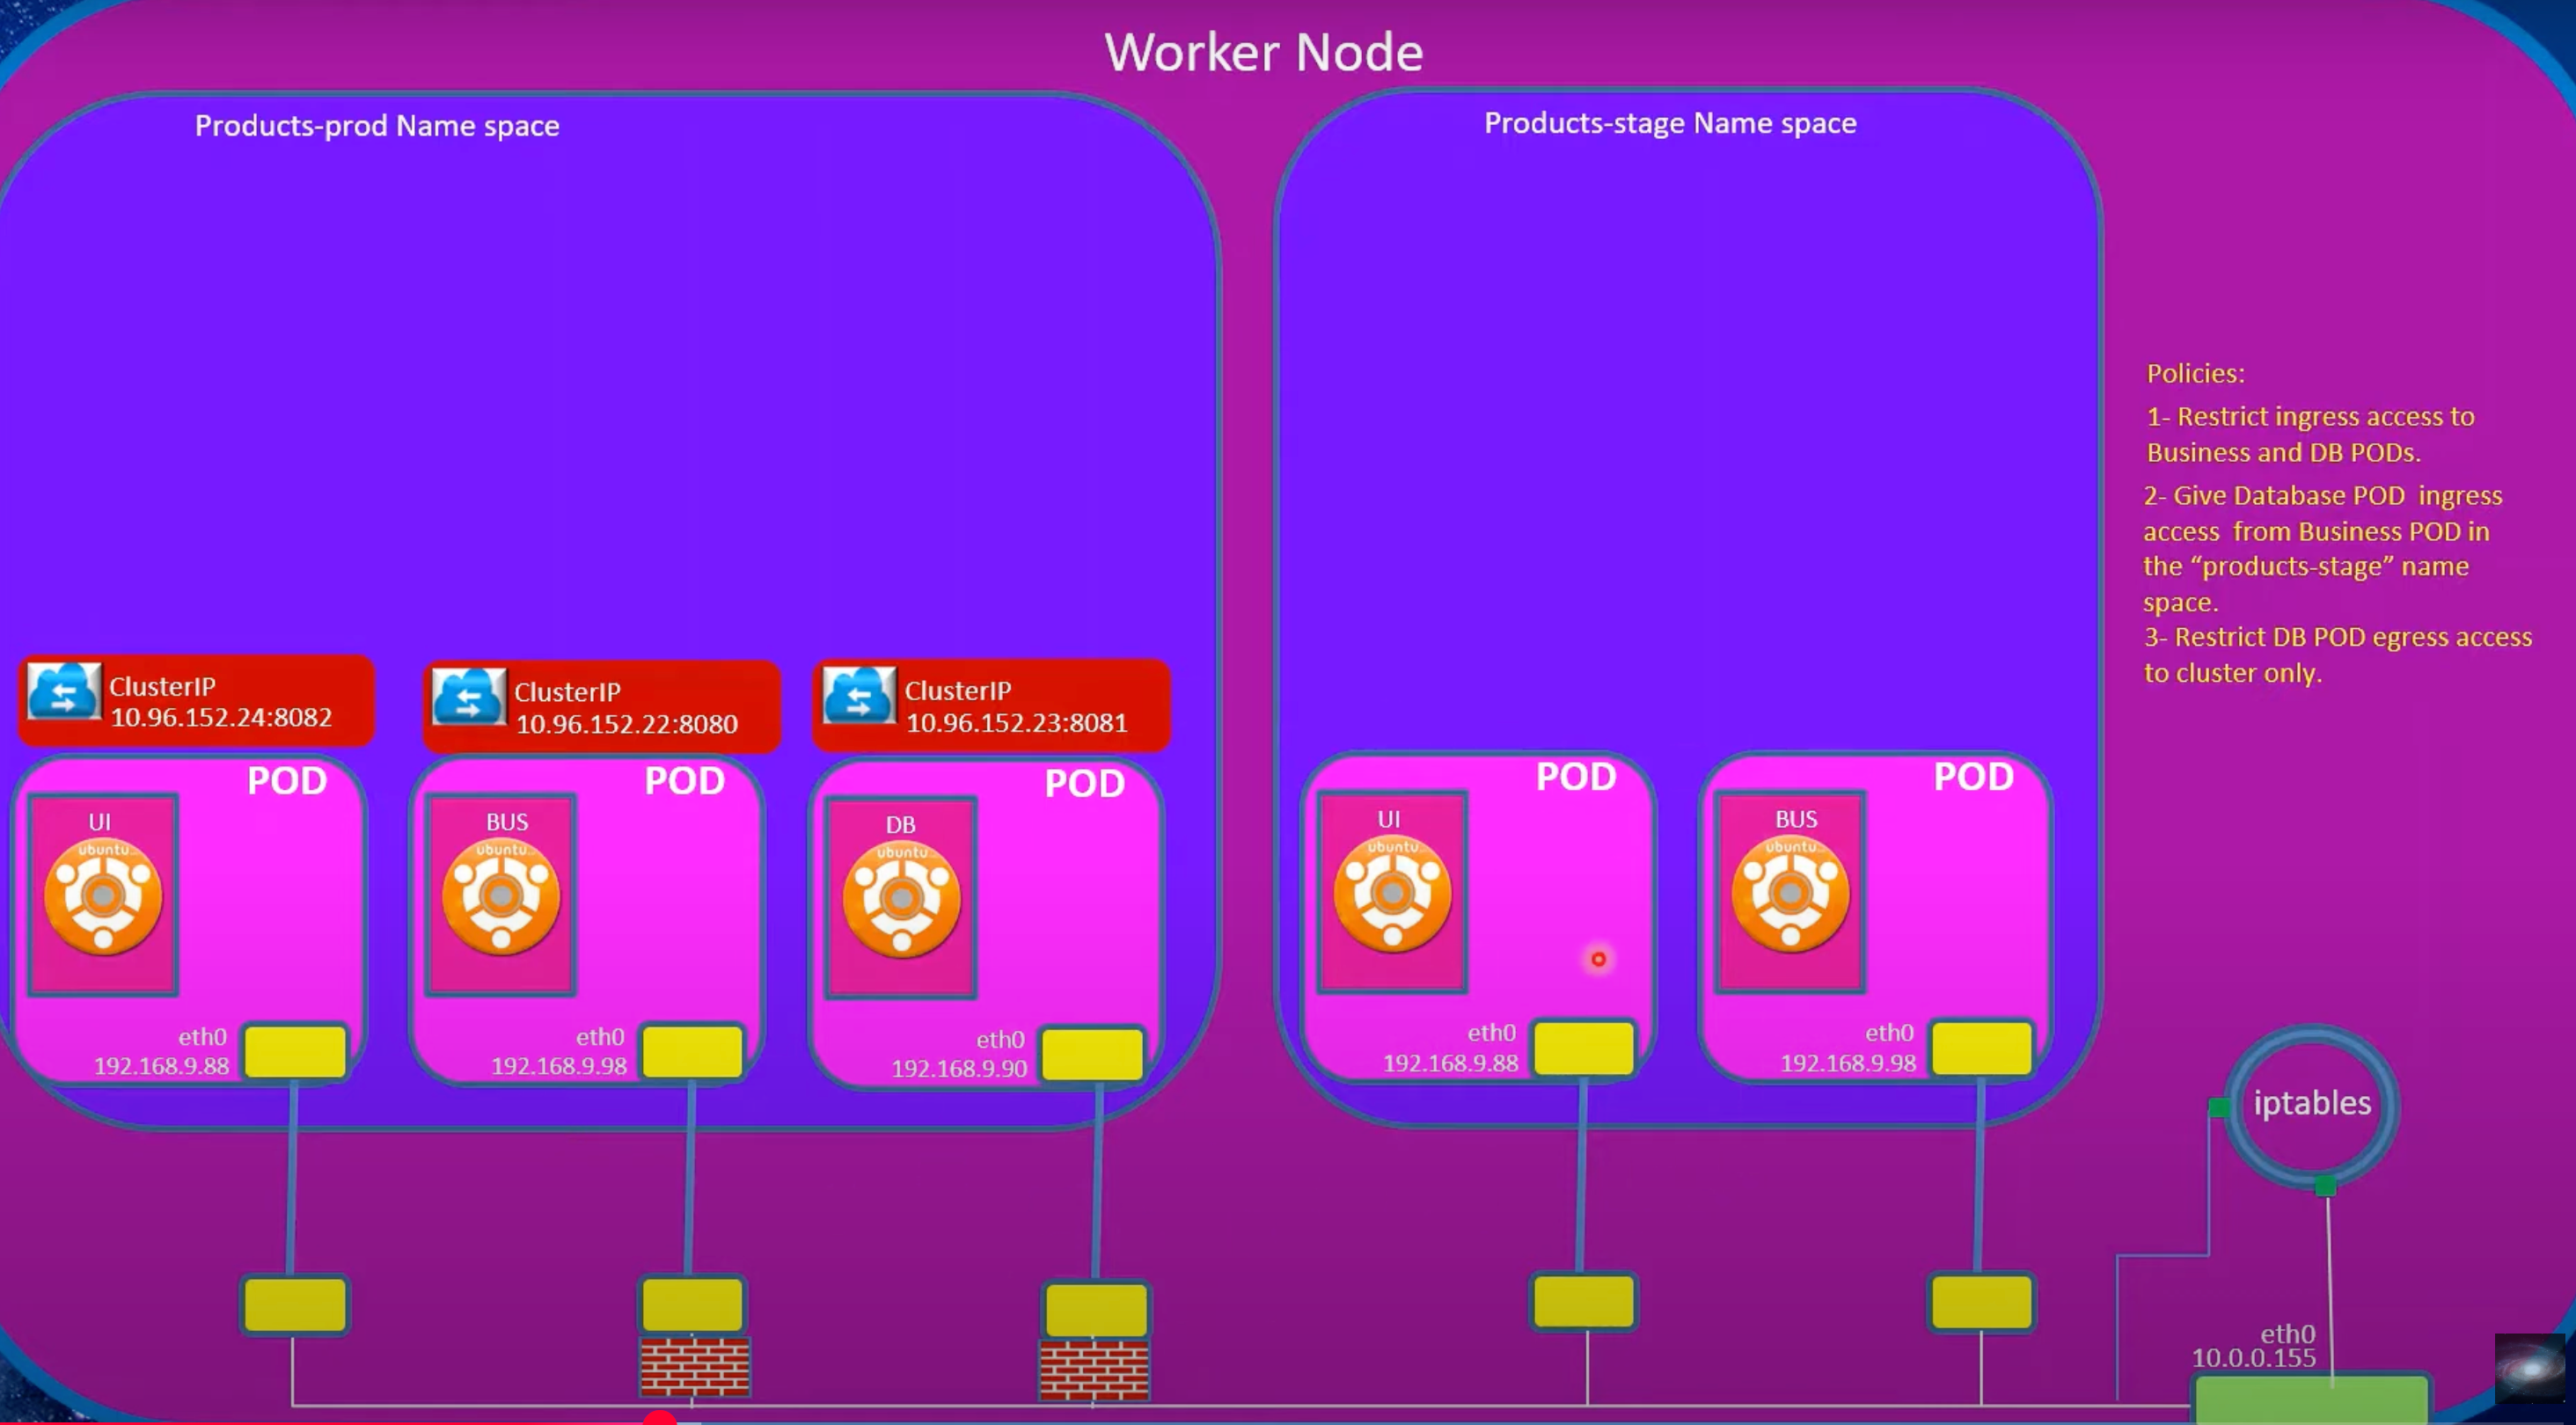 Worker Node
Products-prod Name space
Products-stage Name space
Policies:
1- Restrict ingress access to
Business and DB PODs.
2- Give Database POD  ingress
access  from Business POD in
the “products-stage” name
space.
3- Restrict DB POD egress access
to cluster only.
ClusterIP
10.96.152.24:8082
ClusterIP
10.96.152.22:8080
ClusterIP
10.96.152.23:8081
POD
UI
ubuntu
eth0
192.168.9.88
POD
BUS
ubuntu
eth0
192.168.9.98
POD
DB
ubuntu
eth0
192.168.9.90
POD
UI
ubuntu
eth0
192.168.9.88
POD
BUS
ubuntu
eth0
192.168.9.98
iptables
eth0
10.0.0.155